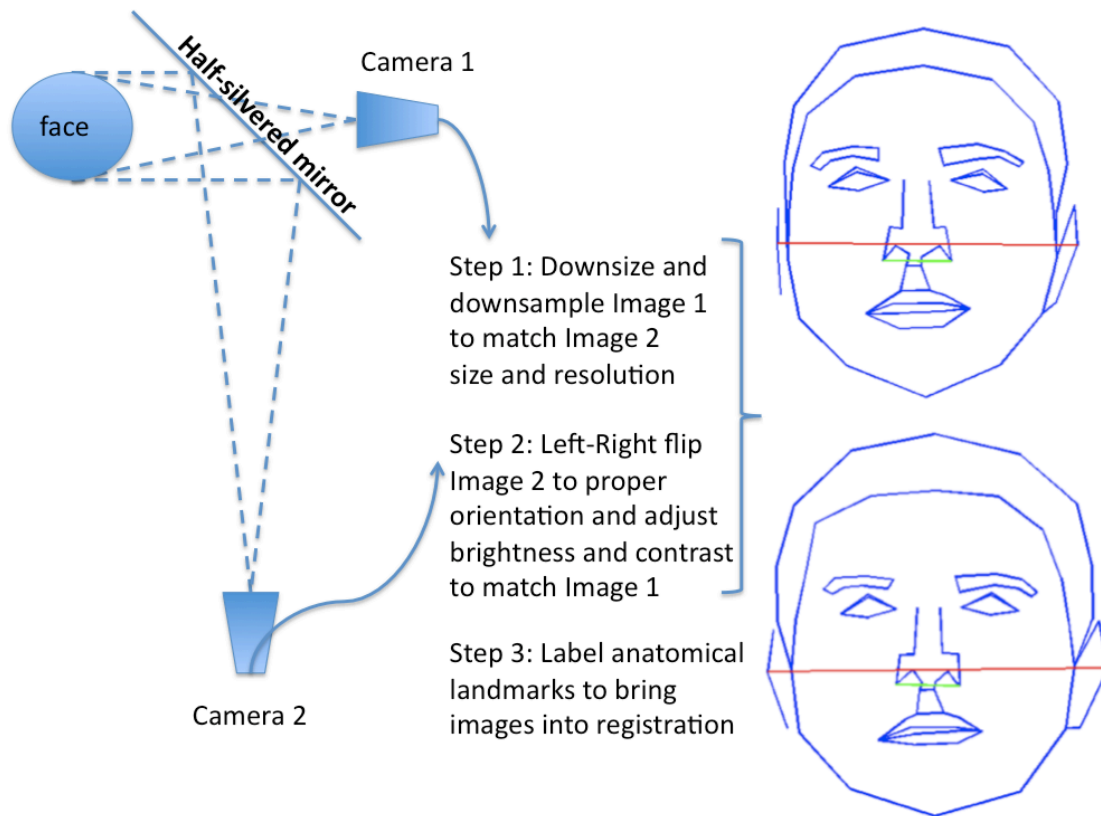 Half-silvered mirror
Camera 1
face
Step 1: Downsize and
downsample Image 1
to match Image 2
size and resolution
Step 2: Left-Right flip
Image 2 to proper
orientation and adjust
brightness and contrast
to match Image 1
Step 3: Label anatomical
landmarks to bring
images into registration
Camera 2